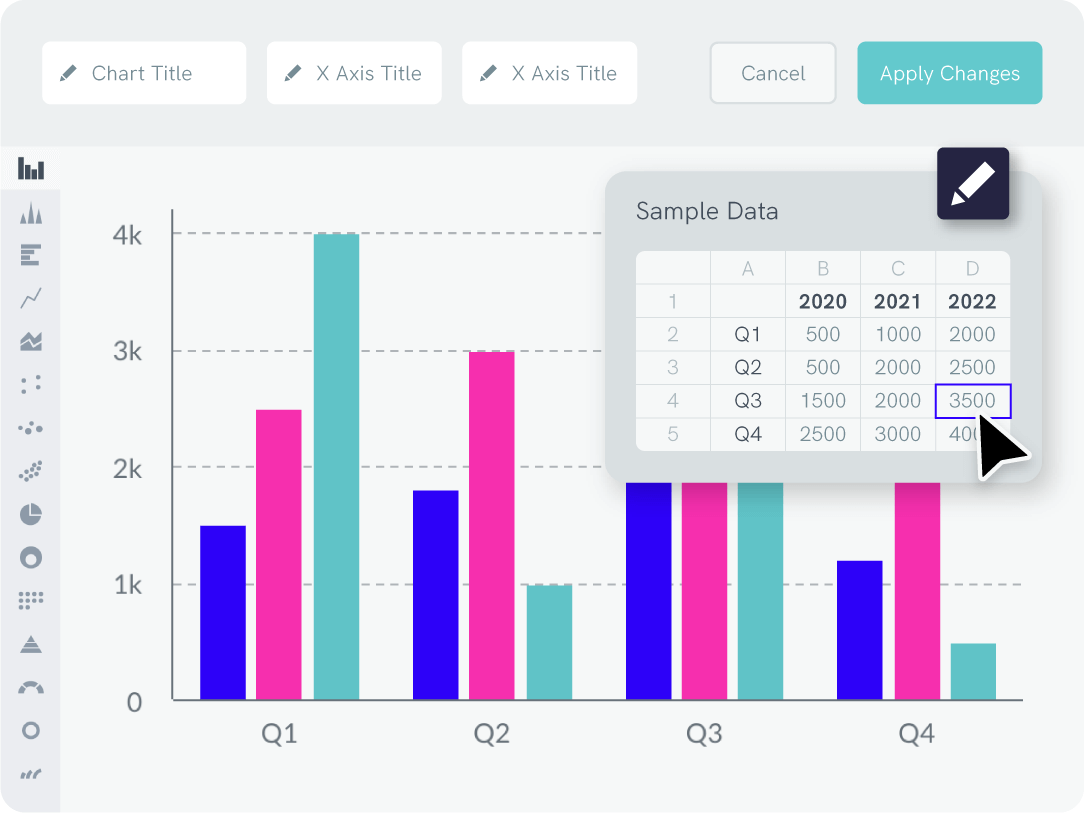 Chart Title X Axis Title X Axis Title Cancel Apply Changes
Sample Data
A B C D
1 2020 2021 2022
2 Q1 500 1000 2000
3 Q2 500 2000 2500
4 Q3 1500 2000 3500
5 Q4 2500 3000
4k
3k
2k
1k
0
Q1 Q2 Q3 Q4